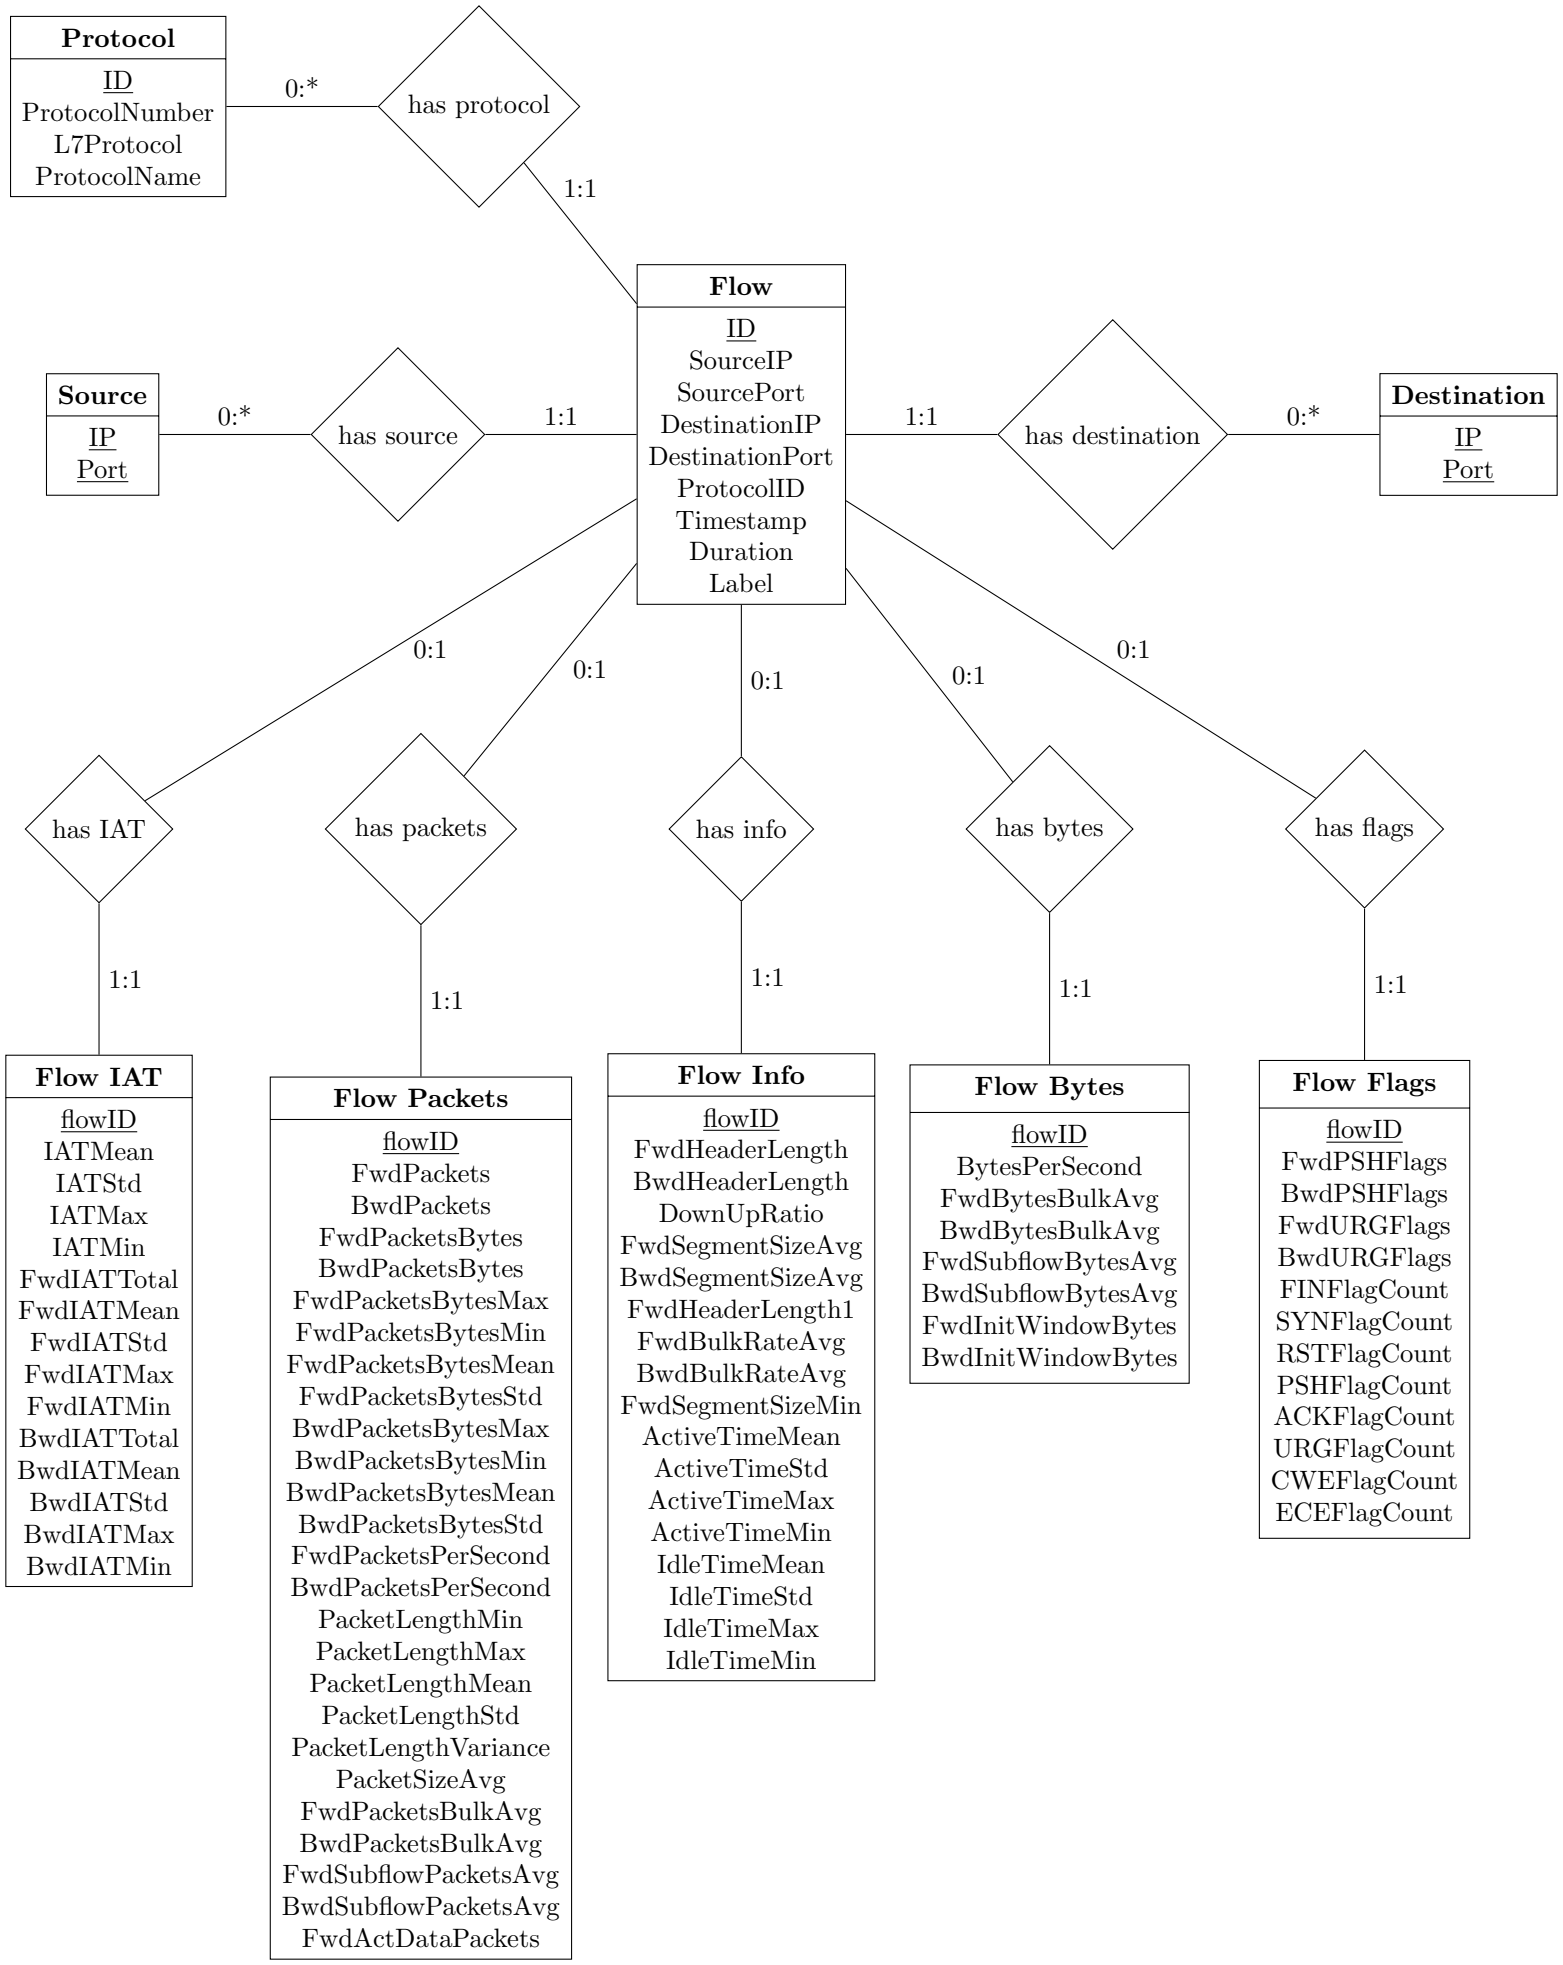 Protocol
ID
ProtocolNumber
L7Protocol
ProtocolName
0:*
has protocol
1:1
Flow
ID
SourceIP
SourcePort
DestinationIP
DestinationPort
ProtocolID
Timestamp
Duration
Label
Source
IP
Port
0:*
has source
1:1
1:1
has destination
0:*
Destination
IP
Port
0:1
0:1
0:1
0:1
0:1
has IAT
has packets
has info
has bytes
has flags
1:1
1:1
1:1
1:1
1:1
Flow IAT
flowID
IATMean
IATStd
IATMax
IATMin
FwdIATTotal
FwdIATMean
FwdIATStd
FwdIATMax
FwdIATMin
BwdIATTotal
BwdIATMean
BwdIATStd
BwdIATMax
BwdIATMin
Flow Packets
flowID
FwdPackets
BwdPackets
FwdPacketsBytes
BwdPacketsBytes
FwdPacketsBytesMax
FwdPacketsBytesMin
FwdPacketsBytesMean
FwdPacketsBytesStd
BwdPacketsBytesMax
BwdPacketsBytesMin
BwdPacketsBytesMean
BwdPacketsBytesStd
FwdPacketsPerSecond
BwdPacketsPerSecond
PacketLengthMin
PacketLengthMax
PacketLengthMean
PacketLengthStd
PacketLengthVariance
PacketSizeAvg
FwdPacketsBulkAvg
BwdPacketsBulkAvg
FwdSubflowPacketsAvg
BwdSubflowPacketsAvg
FwdActDataPackets
Flow Info
flowID
FwdHeaderLength
BwdHeaderLength
DownUpRatio
FwdSegmentSizeAvg
BwdSegmentSizeAvg
FwdHeaderLength1
FwdBulkRateAvg
BwdBulkRateAvg
FwdSegmentSizeMin
ActiveTimeMean
ActiveTimeStd
ActiveTimeMax
ActiveTimeMin
IdleTimeMean
IdleTimeStd
IdleTimeMax
IdleTimeMin
Flow Bytes
flowID
BytesPerSecond
FwdBytesBulkAvg
BwdBytesBulkAvg
FwdSubflowBytesAvg
BwdSubflowBytesAvg
FwdInitWindowBytes
BwdInitWindowBytes
Flow Flags
flowID
FwdPSHFlags
BwdPSHFlags
FwdURGFlags
BwdURGFlags
FINFlagCount
SYNFlagCount
RSTFlagCount
PSHFlagCount
ACKFlagCount
URGFlagCount
CWEFlagCount
ECEFlagCount